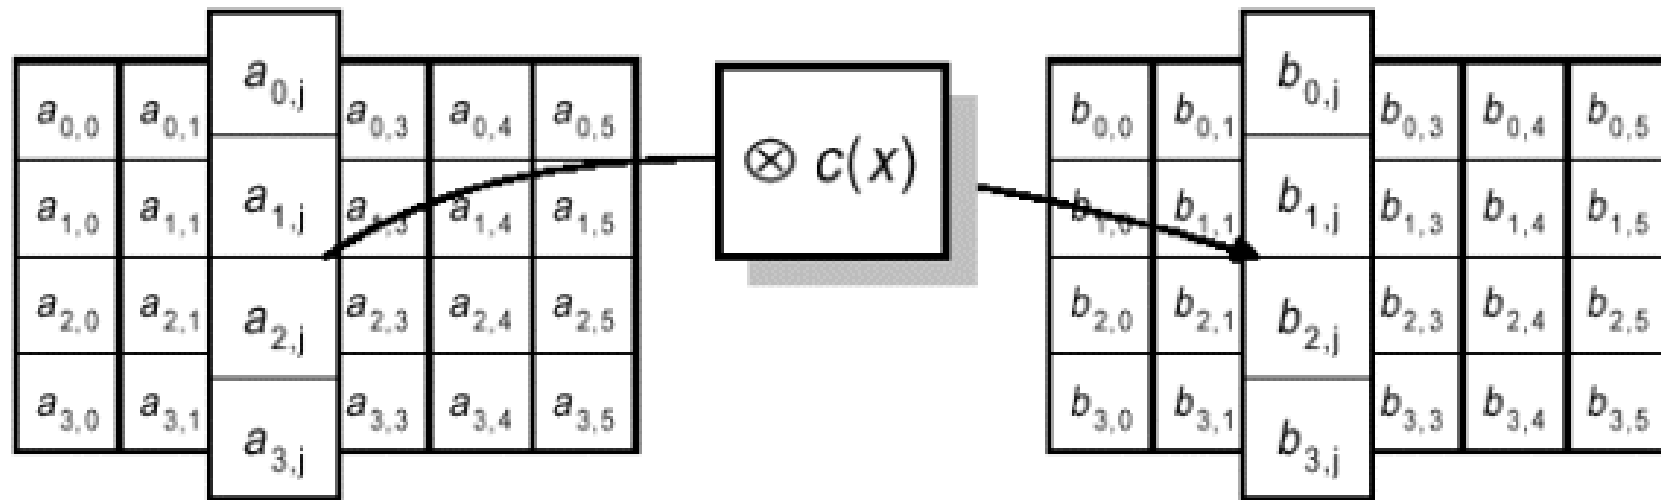 a0,j
a0,0 a0,1 a0,3 a0,4 a0,5
a1,j
a1,0 a1,1 a1,3 a1,4 a1,5
a2,j
a2,0 a2,1 a2,3 a2,4 a2,5
a3,0 a3,1 a3,3 a3,4 a3,5
a3,j
⊗ c(x)
b0,j
b0,0 b0,1 b0,3 b0,4 b0,5
b1,j
b1,0 b1,1 b1,3 b1,4 b1,5
b2,j
b2,0 b2,1 b2,3 b2,4 b2,5
b3,0 b3,1 b3,3 b3,4 b3,5
b3,j